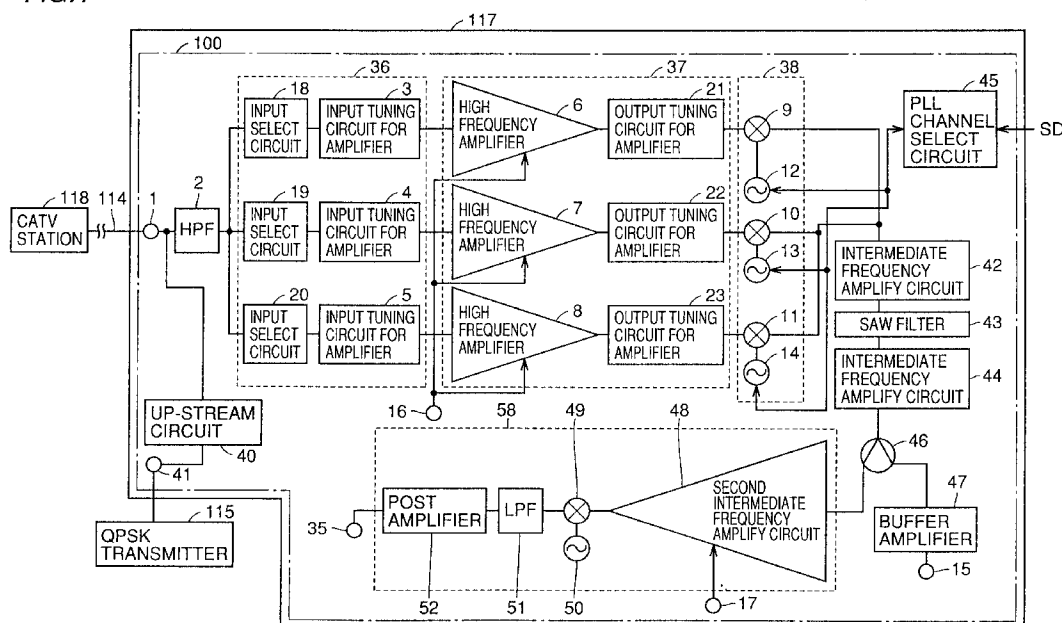 117
100
36
37
38
18
3
6
21
9
45
INPUT
SELECT
CIRCUIT
INPUT TUNING
CIRCUIT FOR
AMPLIFIER
HIGH
FREQUENCY
AMPLIFIER
OUTPUT TUNING
CIRCUIT FOR
AMPLIFIER
PLL
CHANNEL
SELECT
CIRCUIT
SD
12
118
114
1
2
19
4
7
22
10
CATV
STATION
HPF
INPUT
SELECT
CIRCUIT
INPUT TUNING
CIRCUIT FOR
AMPLIFIER
HIGH
FREQUENCY
AMPLIFIER
OUTPUT TUNING
CIRCUIT FOR
AMPLIFIER
13
INTERMEDIATE
FREQUENCY
AMPLIFY CIRCUIT
42
20
5
8
23
11
INPUT
SELECT
CIRCUIT
INPUT TUNING
CIRCUIT FOR
AMPLIFIER
HIGH
FREQUENCY
AMPLIFIER
OUTPUT TUNING
CIRCUIT FOR
AMPLIFIER
14
SAW FILTER
43
INTERMEDIATE
FREQUENCY
AMPLIFY CIRCUIT
44
16
58
49
48
UP-STREAM
CIRCUIT
40
41
46
115
QPSK
TRANSMITTER
35
POST
AMPLIFIER
LPF
SECOND
INTERMEDIATE
FREQUENCY
AMPLIFY CIRCUIT
47
BUFFER
AMPLIFIER
15
52
51
50
17